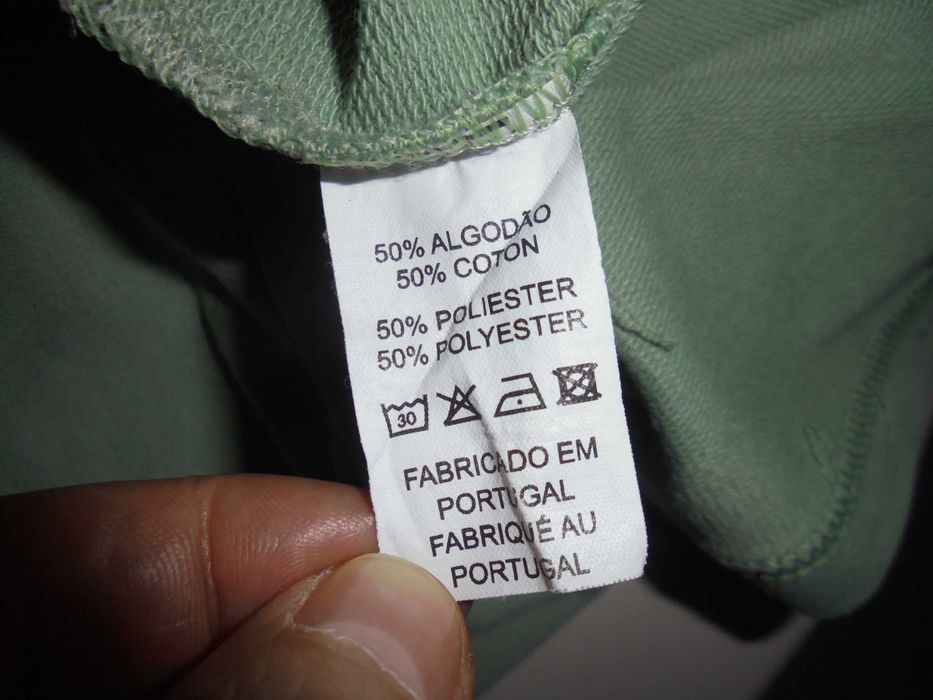 50% ALGODÃO
50% COTON
50% POLIESTER
50% POLYESTER
30
FABRICADO EM
PORTUGAL
FABRIQUÉ AU
PORTUGAL